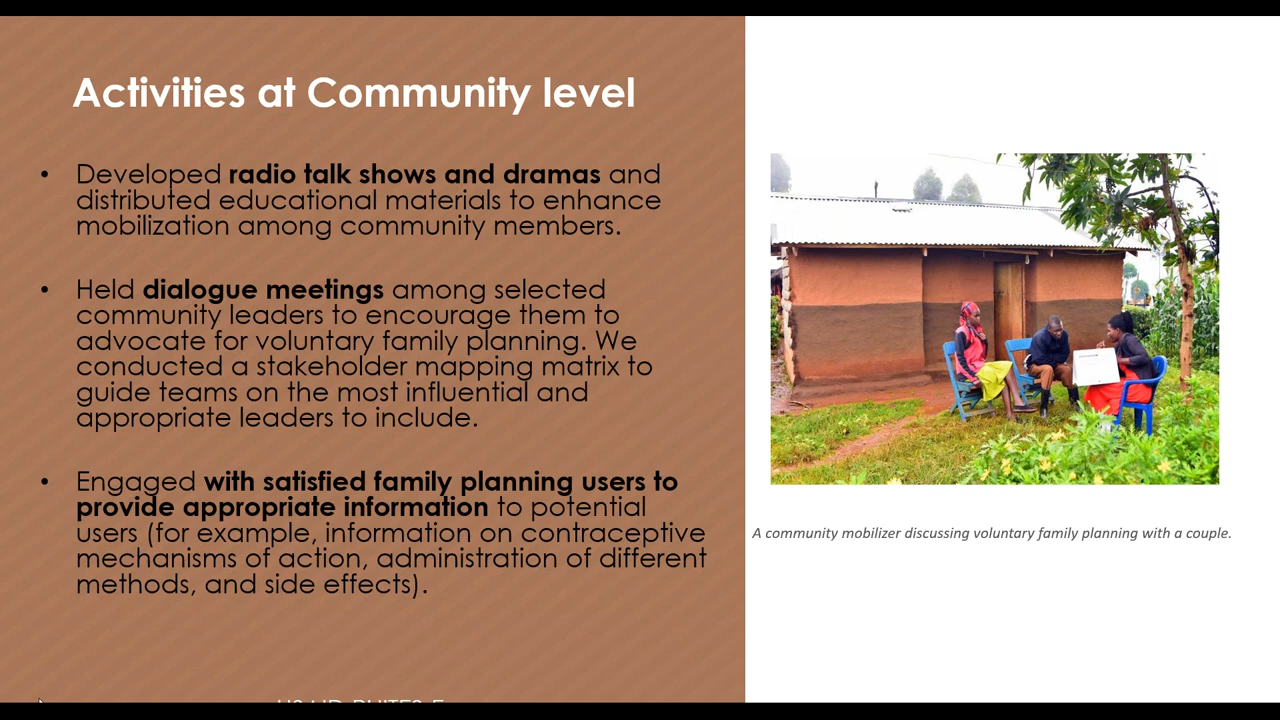 Activities at Community level
• Developed radio talk shows and dramas and
distributed educational materials to enhance
mobilization among community members.
• Held dialogue meetings among selected
community leaders to encourage them to
advocate for voluntary family planning. We
conducted a stakeholder mapping matrix to
guide teams on the most influential and
appropriate leaders to include.
• Engaged with satisfied family planning users to
provide appropriate information to potential
users (for example, information on contraceptive
mechanisms of action, administration of different
methods, and side effects).
A community mobilizer discussing voluntary family planning with a couple.